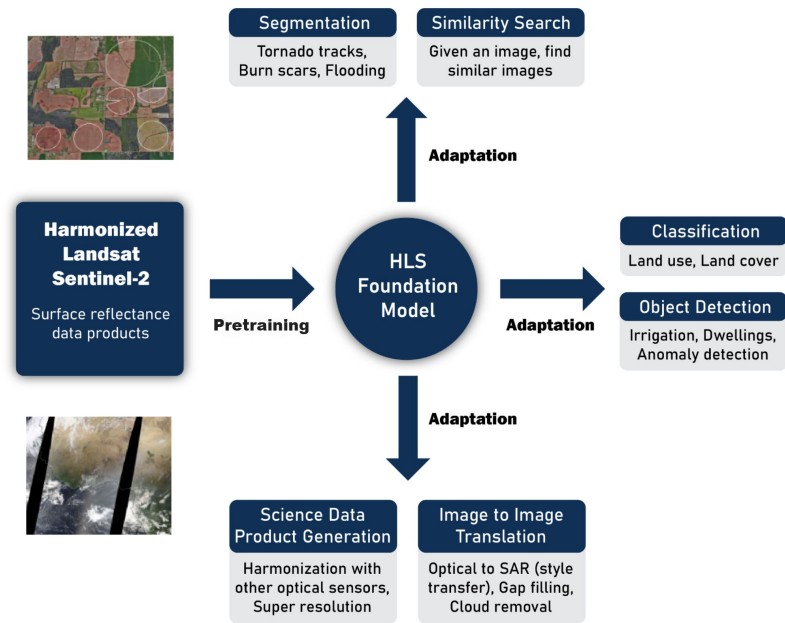 Segmentation
Tornado tracks,
Burn scars, Flooding
Similarity Search
Given an image, find
similar images
Adaptation
Harmonized
Landsat
Sentinel-2
Surface reflectance
data products
Pretraining
HLS
Foundation
Model
Adaptation
Classification
Land use, Land cover
Object Detection
Irrigation, Dwellings,
Anomaly detection
Adaptation
Science Data
Product Generation
Harmonization with
other optical sensors,
Super resolution
Image to Image
Translation
Optical to SAR (style
transfer), Gap filling,
Cloud removal